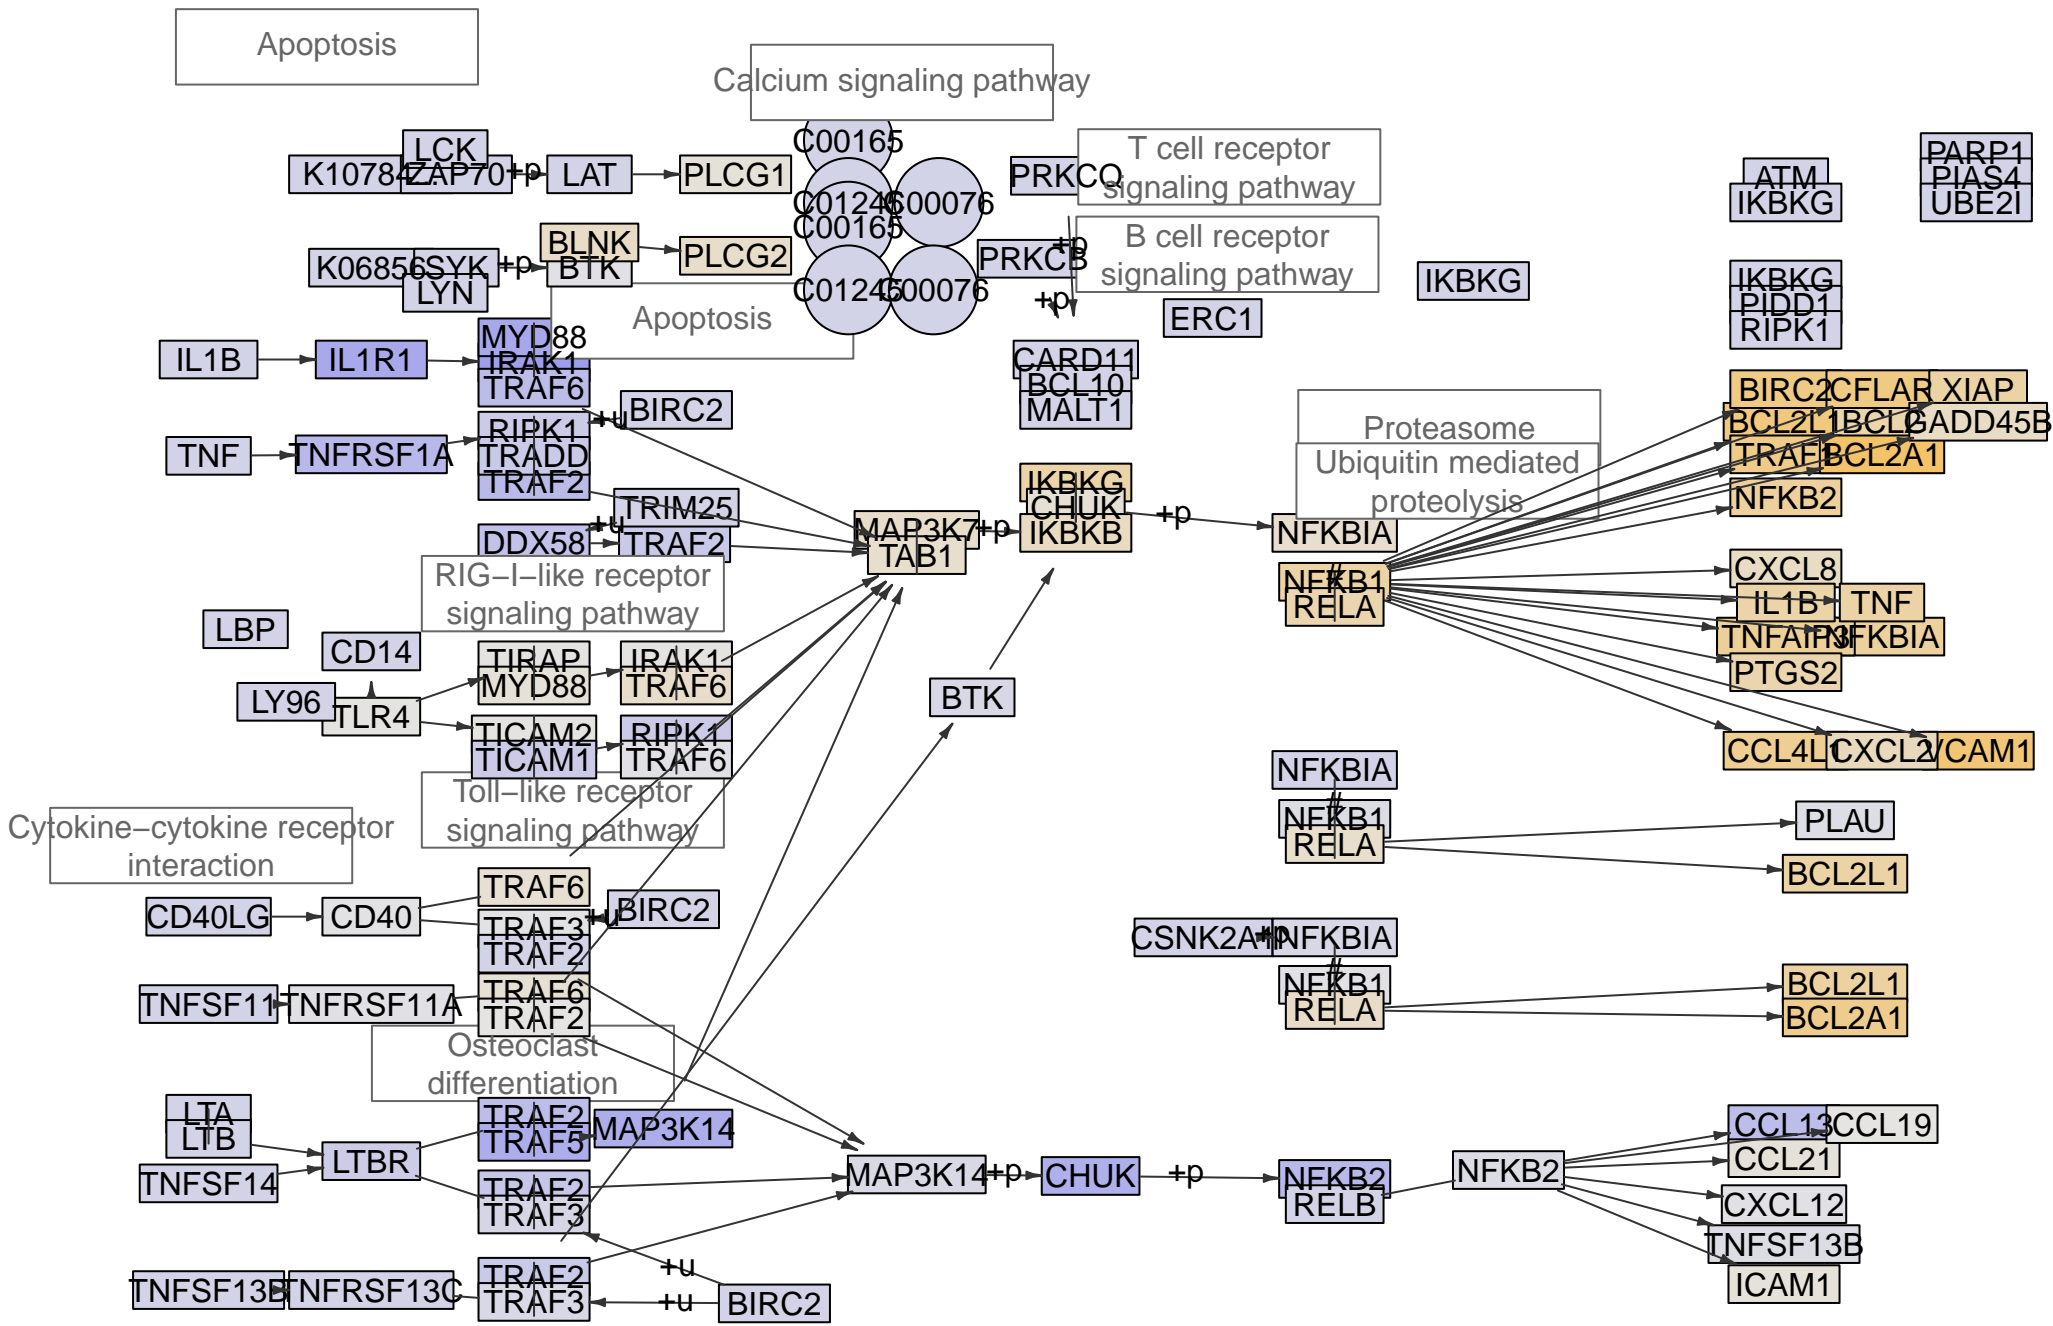 Apoptosis
Calcium signaling pathway
C00165
LCK
K10784
ZAP70
+p
LAT
PLCG1
PRKCQ
T cell receptor
signaling pathway
C01245
C00076
C00165
ATM
IKBKG
PARP1
PIAS4
UBE2I
BLNK
BTK
PLCG2
K06856
SYK
LYN
+p
PRKCB
+p
B cell receptor
signaling pathway
C01245
C00076
+p
IKBKG
ERC1
IKBKG
PIDD1
RIPK1
Apoptosis
IL1B
IL1R1
MYD88
IRAK1
TRAF6
CARD11
BCL10
MALT1
BIRC2
+u
TNF
TNFRSF1A
RIPK1
TRADD
TRAF2
Proteasome
Ubiquitin mediated
proteolysis
BIRC2
CFLAR
XIAP
BCL2L1
BCL2
GADD45B
TRAF1
BCL2A1
NFKB2
TRIM25
+u
DDX58
TRAF2
MAP3K7
TAB1
+p
IKBKG
CHUK
IKBKB
+p
NFKBIA
NFKB1
RELA
CXCL8
IL1B
TNF
TNFAIP3
NFKBIA
PTGS2
RIG−I−like receptor
signaling pathway
LBP
CD14
LY96
TLR4
TIRAP
MYD88
IRAK1
TRAF6
TICAM2
TICAM1
RIPK1
TRAF6
BTK
CCL4L1
CXCL2
VCAM1
Toll−like receptor
signaling pathway
Cytokine−cytokine receptor
interaction
NFKBIA
NFKB1
RELA
PLAU
BCL2L1
CD40LG
CD40
TRAF6
TRAF3
TRAF2
+u
BIRC2
CSNK2A1
+p
NFKBIA
NFKB1
RELA
BCL2L1
BCL2A1
TNFSF11
TNFRSF11A
TRAF6
TRAF2
Osteoclast
differentiation
LTA
LTB
TNFSF14
LTBR
TRAF2
TRAF5
MAP3K14
TRAF2
TRAF3
MAP3K14
+p
CHUK
+p
NFKB2
RELB
NFKB2
CCL13
CCL19
CCL21
CXCL12
TNFSF13B
ICAM1
TNFSF13B
TNFRSF13C
TRAF2
TRAF3
+u
+u
BIRC2